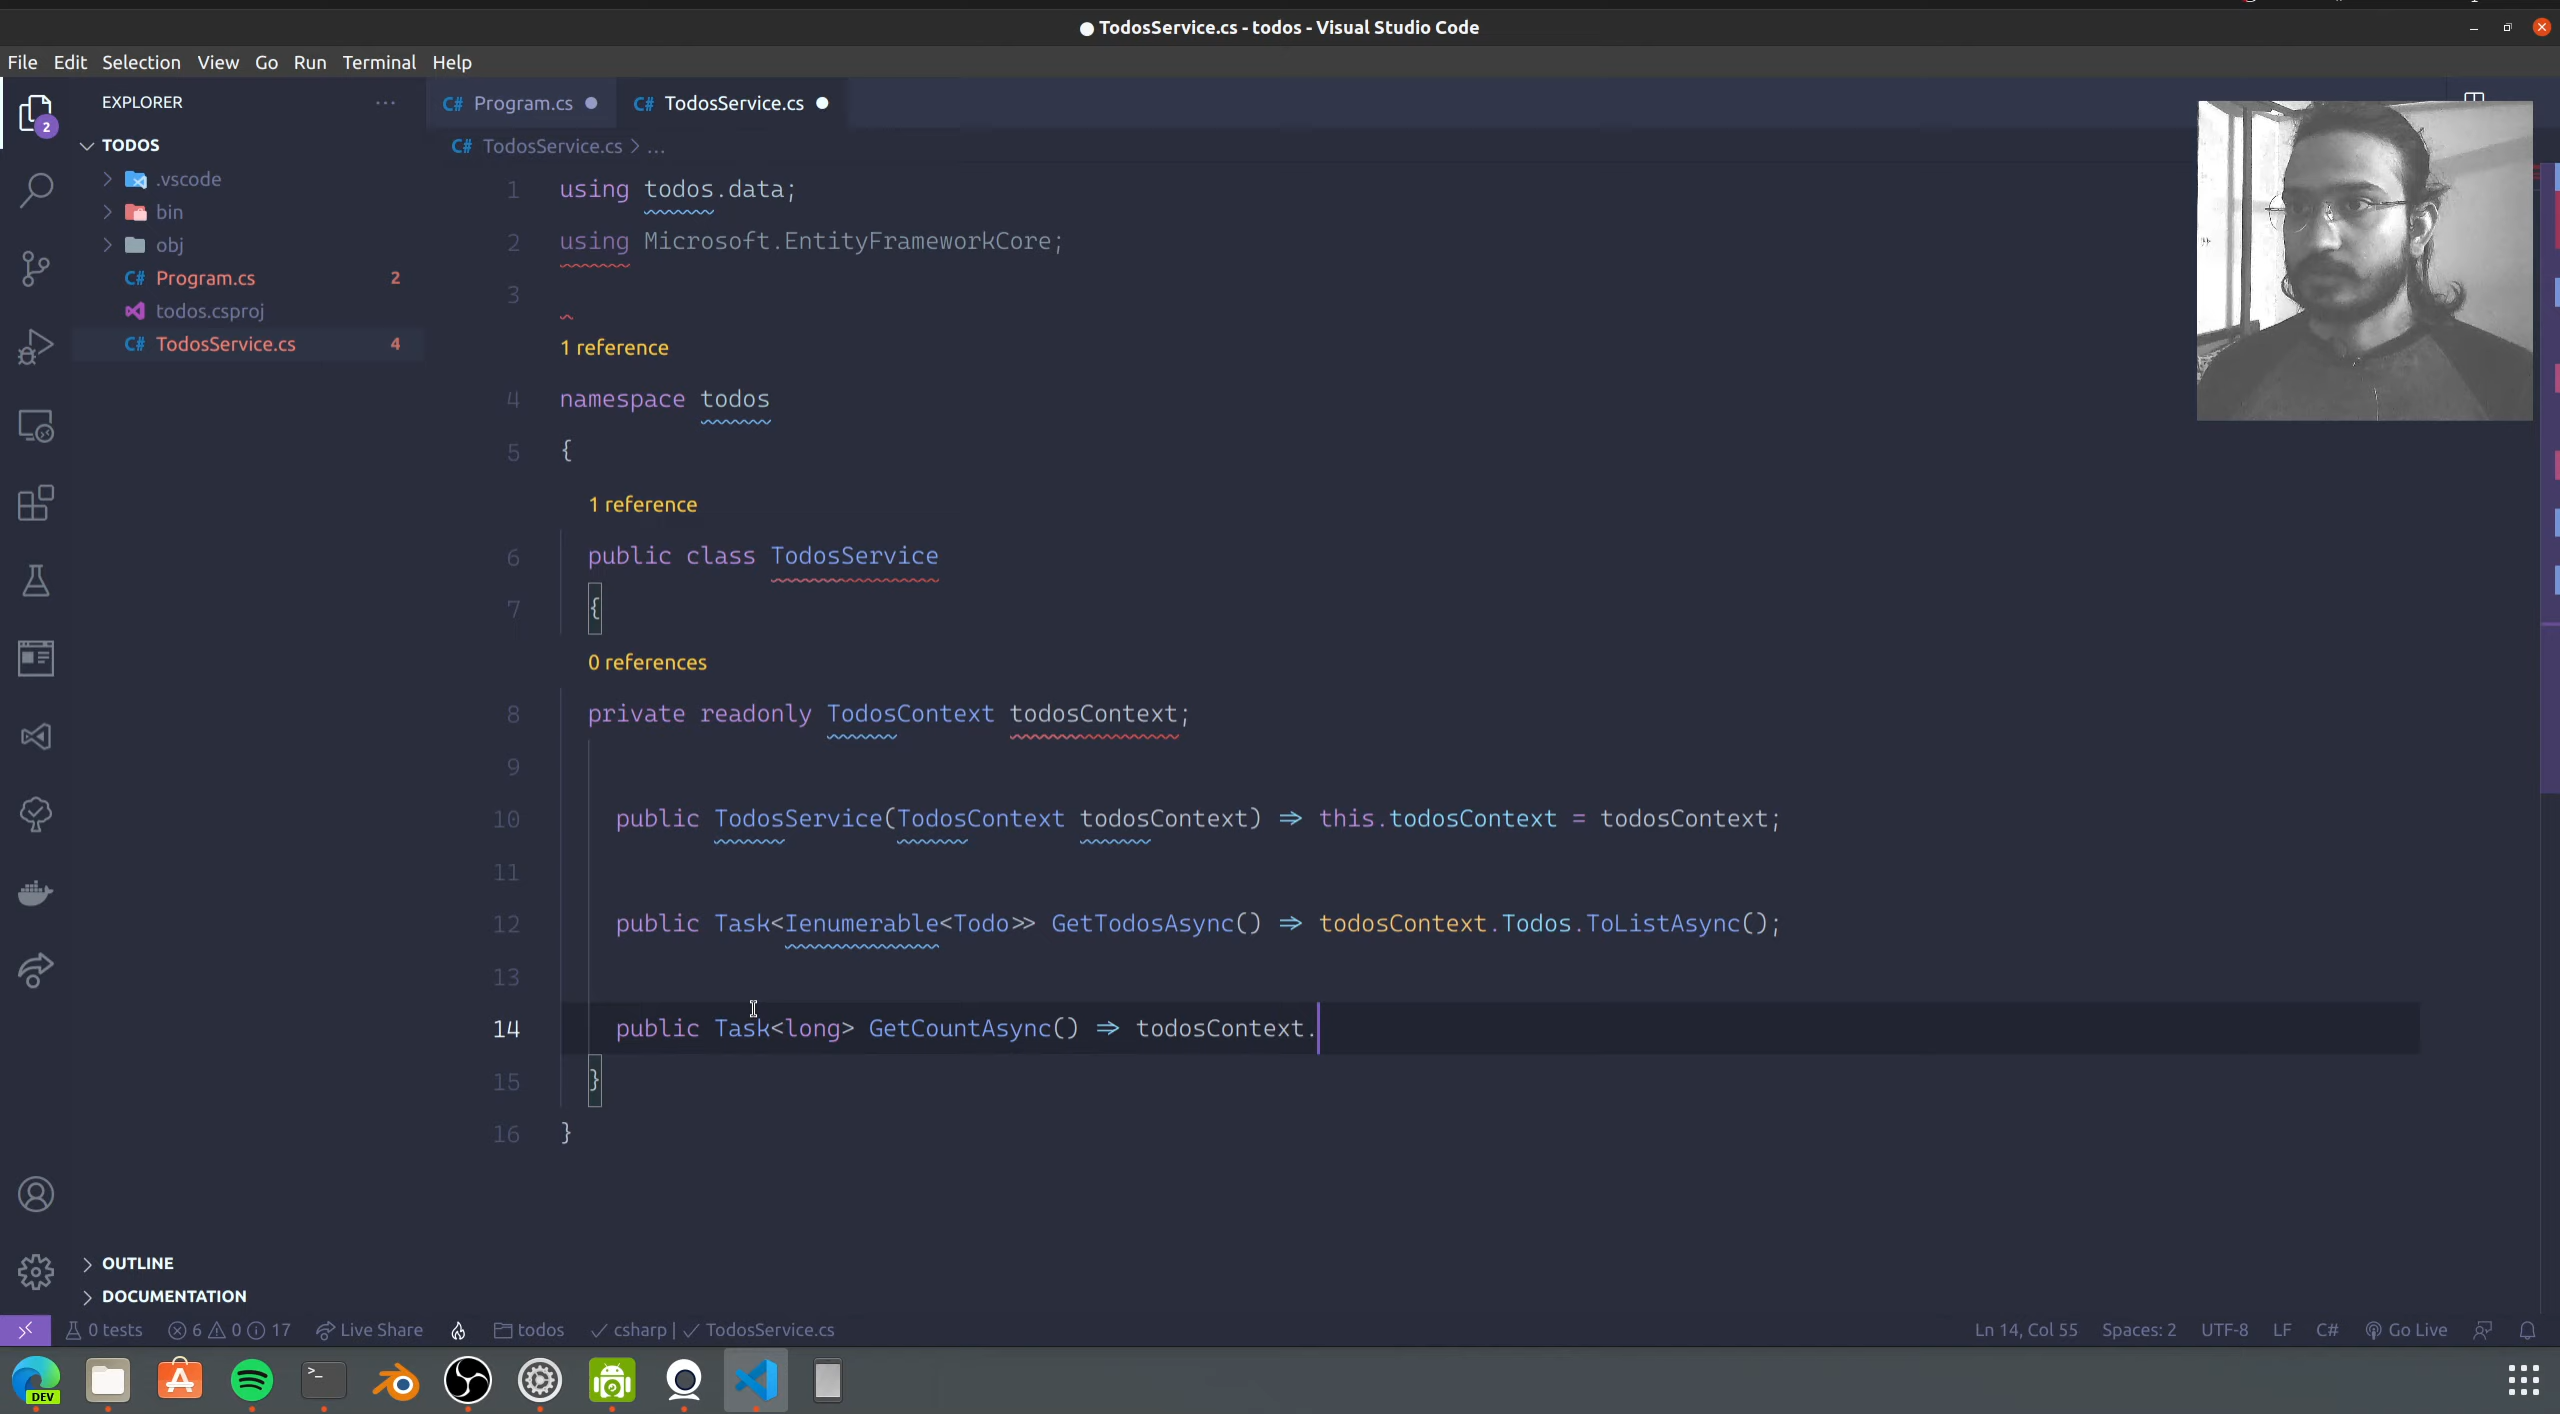 ● TodosService.cs - todos - Visual Studio Code
File Edit Selection View Go Run Terminal Help
EXPLORER ...
C# Program.cs ● C# TodosService.cs ●
2
TODOS
C# TodosService.cs > ...
.vscode
bin
obj
C# Program.cs 2
todos.csproj
C# TodosService.cs 4
1 using todos.data;
2 using Microsoft.EntityFrameworkCore;
3
1 reference
4 namespace todos
5 {
1 reference
6 public class TodosService
7 {
0 references
8 private readonly TodosContext todosContext;
9
10 public TodosService(TodosContext todosContext) => this.todosContext = todosContext;
11
12 public Task<Ienumerable<Todo>> GetTodosAsync() => todosContext.Todos.ToListAsync();
13
14 public Task<long> GetCountAsync() => todosContext.
15 }
16 }
OUTLINE
DOCUMENTATION
0 tests 6 0 17 Live Share todos ✓ csharp | ✓ TodosService.cs Ln 14, Col 55 Spaces: 2 UTF-8 LF C# Go Live
DEV